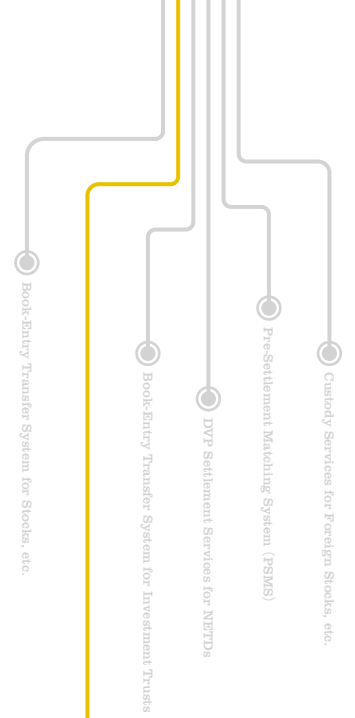 Book-Entry Transfer System for Stocks, etc.
Book-Entry Transfer System for Investment Trusts
DVP Settlement Services for NETDs
Pre-Settlement Matching System (PSMS)
Custody Services for Foreign Stocks, etc.